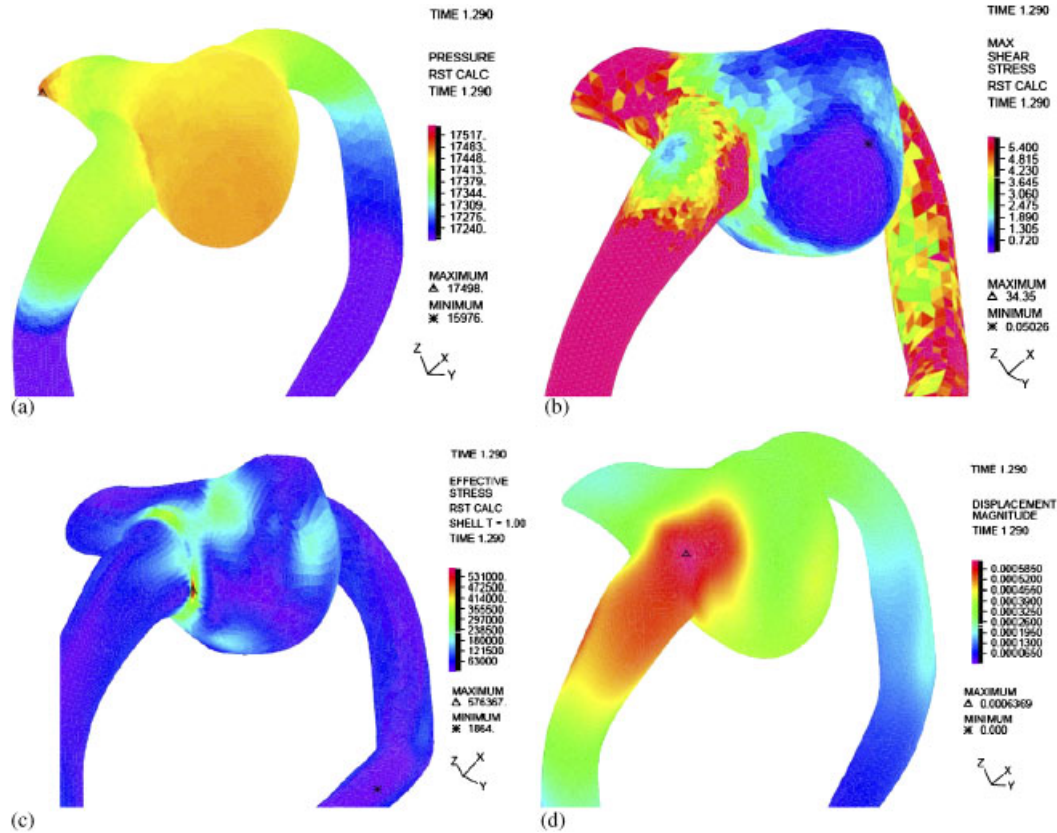 TIME 1.290
PRESSURE
RST CALC
TIME 1.290
17517.
17483.
17448.
17413.
17379.
17344.
17309.
17275.
17240.
MAXIMUM
△ 17498.
MINIMUM
✳ 15976.
Z
X
Y
(a)
TIME 1.290
MAX
SHEAR
STRESS
RST CALC
TIME 1.290
5.400
4.815
4.230
3.645
3.060
2.475
1.890
1.305
0.720
MAXIMUM
△ 34.35
MINIMUM
✳ 0.05026
Z
X
Y
(b)
TIME 1.290
EFFECTIVE
STRESS
RST CALC
SHELL T = 1.00
TIME 1.290
531000.
472500.
414000.
355500.
297000.
238500.
180000.
121500.
63000.
MAXIMUM
△ 576367.
MINIMUM
✳ 1864.
Z
X
Y
(c)
TIME 1.290
DISPLACEMENT
MAGNITUDE
TIME 1.290
0.0005850
0.0005200
0.0004550
0.0003900
0.0003250
0.0002600
0.0001950
0.0001300
0.0000650
MAXIMUM
△ 0.0006369
MINIMUM
✳ 0.000
Z
X
Y
(d)